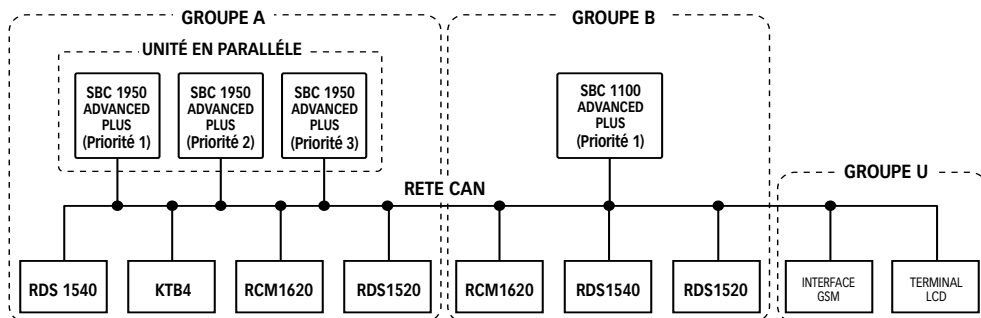 GROUPE A
GROUPE B
UNITÉ EN PARALLÉLE
SBC 1950
ADVANCED
PLUS
(Priorité 1)
SBC 1950
ADVANCED
PLUS
(Priorité 2)
SBC 1950
ADVANCED
PLUS
(Priorité 3)
SBC 1100
ADVANCED
PLUS
(Priorité 1)
GROUPE U
RETE CAN
RDS 1540
KTB4
RCM1620
RDS1520
RCM1620
RDS1540
RDS1520
INTERFACE
GSM
TERMINAL
LCD